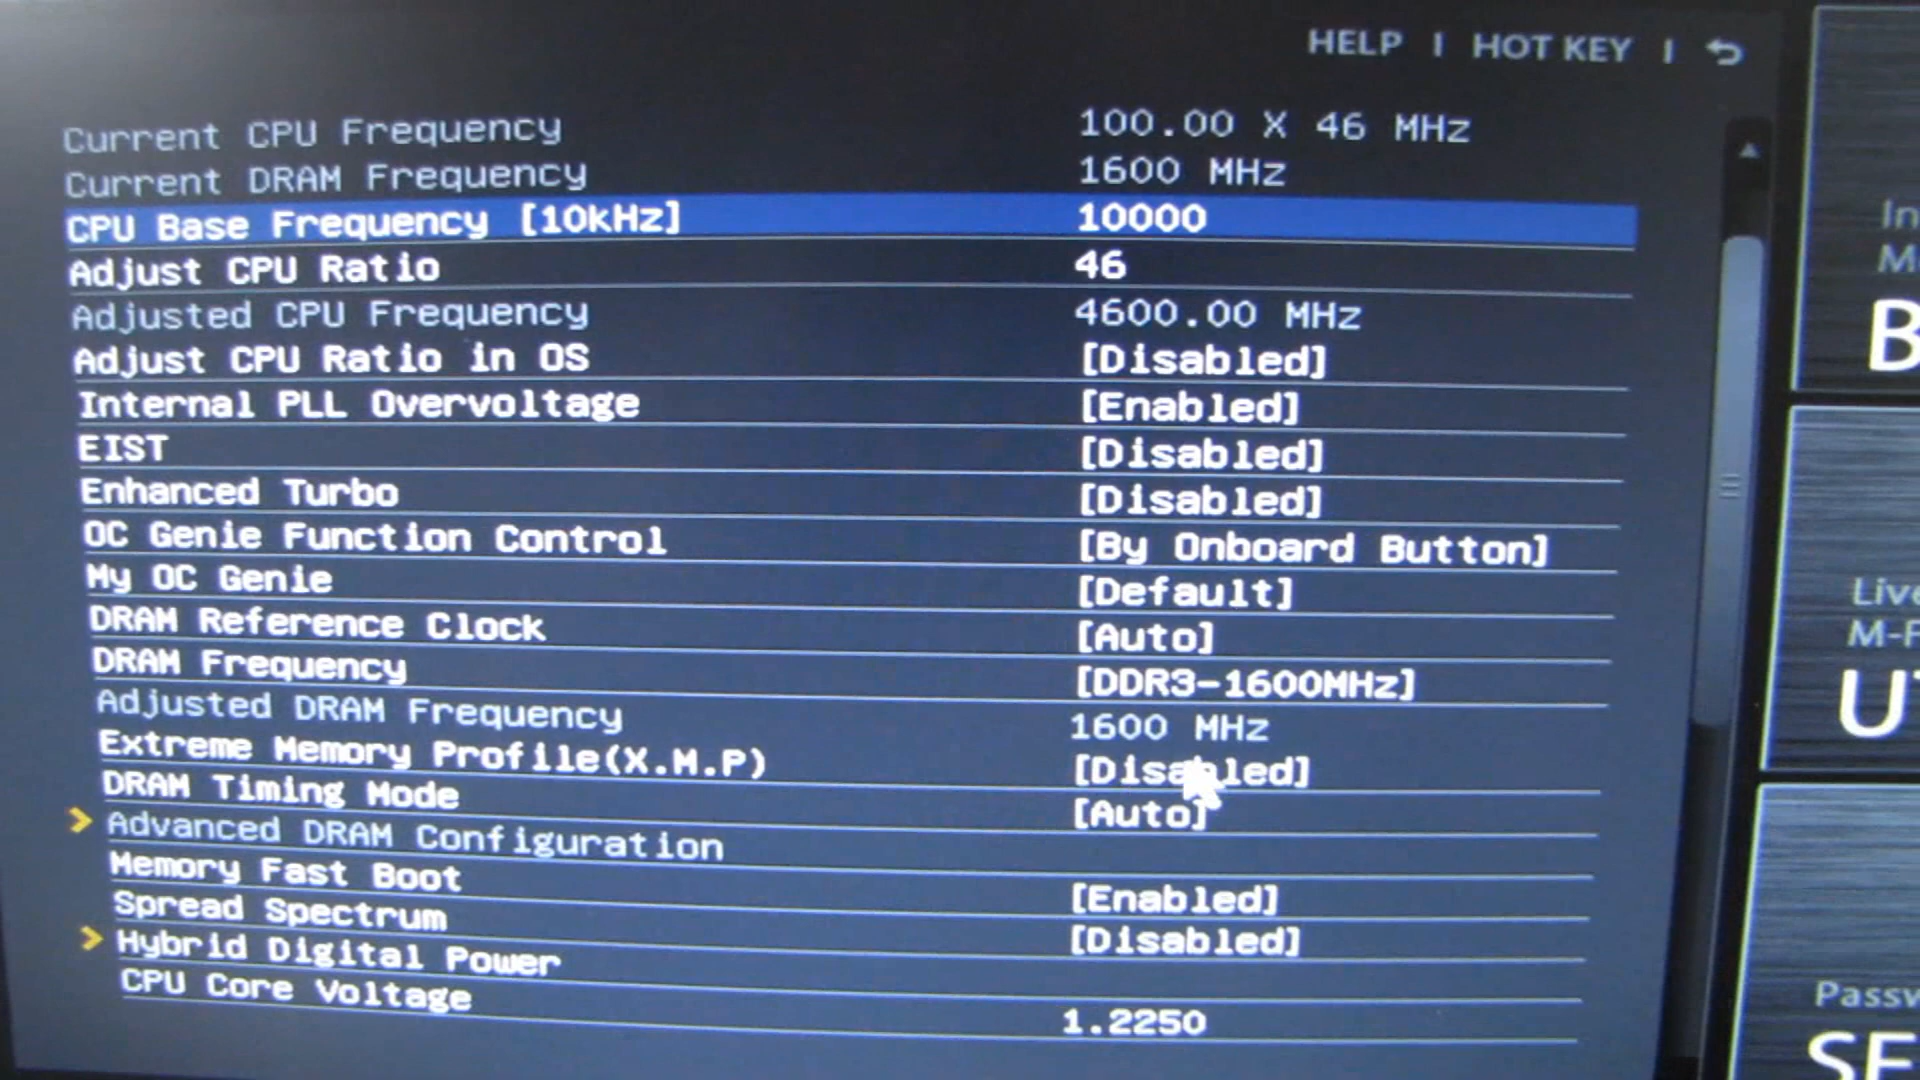 HELP | HOT KEY |
Current CPU Frequency 100.00 X 46 MHz
Current DRAM Frequency 1600 MHz
CPU Base Frequency [10kHz] 10000
Adjust CPU Ratio 46
Adjusted CPU Frequency 4600.00 MHz
Adjust CPU Ratio in OS [Disabled]
Internal PLL Overvoltage [Enabled]
EIST [Disabled]
Enhanced Turbo [Disabled]
OC Genie Function Control [By Onboard Button]
My OC Genie [Default]
DRAM Reference Clock [Auto]
DRAM Frequency [DDR3-1600MHz]
Adjusted DRAM Frequency 1600 MHz
Extreme Memory Profile(X.M.P) [Disabled]
DRAM Timing Mode [Auto]
> Advanced DRAM Configuration
Memory Fast Boot [Enabled]
Spread Spectrum [Disabled]
> Hybrid Digital Power
CPU Core Voltage 1.2250